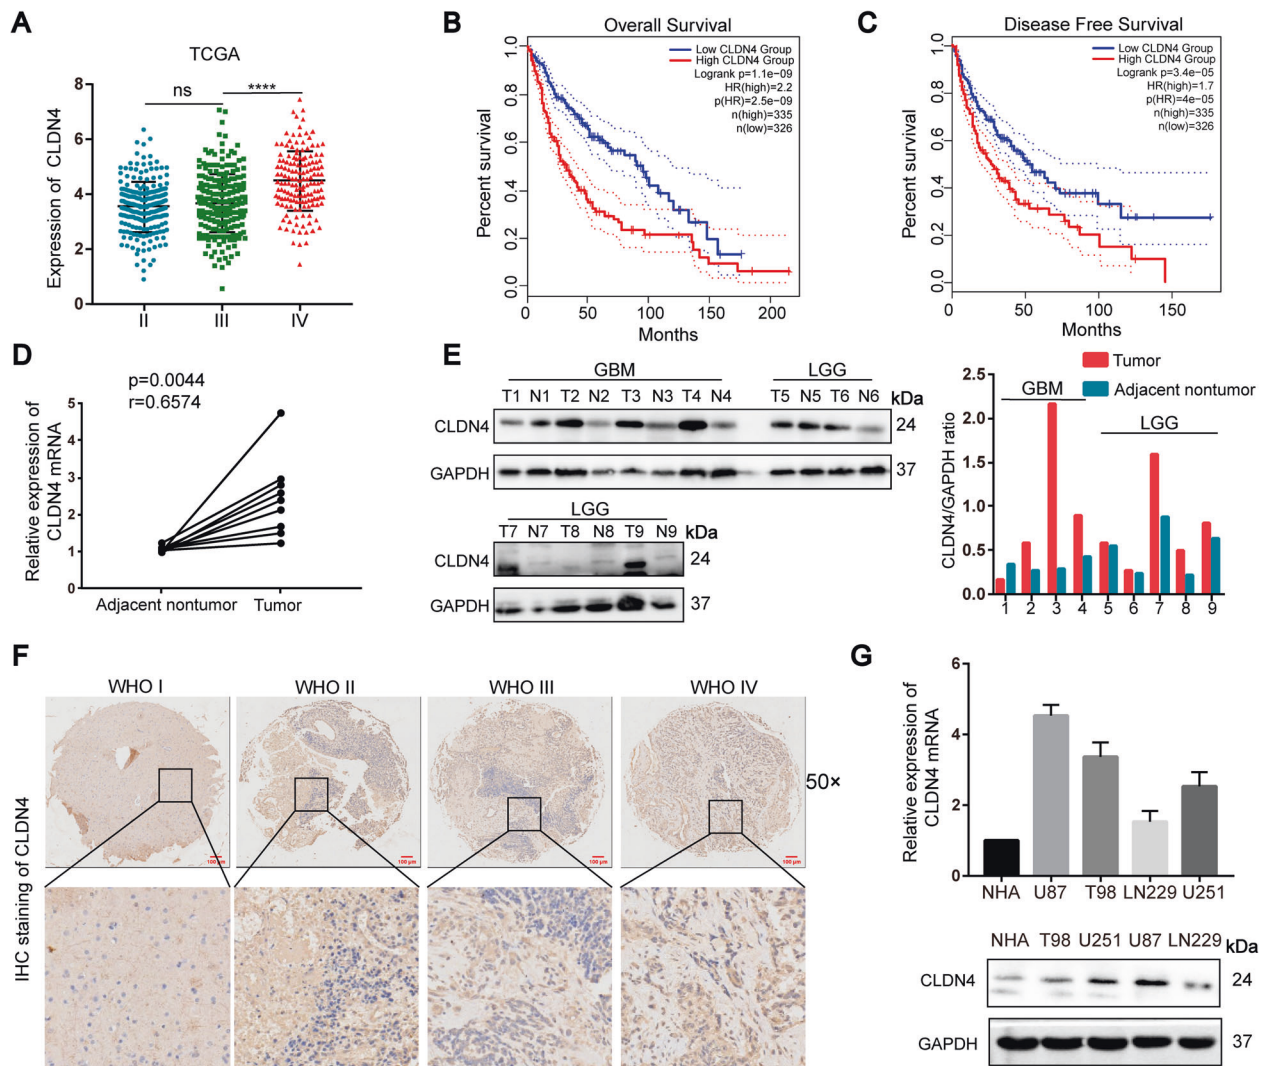 A
TCGA
Expression of CLDN4
8
6
4
2
0
ns
****
II
III
IV
B
Overall Survival
Low CLDN4 Group
High CLDN4 Group
Logrank p=1.1e−09
HR(high)=2.2
p(HR)=2.5e−09
n(high)=335
n(low)=326
Percent survival
1.0
0.8
0.6
0.4
0.2
0.0
0
50
100
150
200
Months
C
Disease Free Survival
Low CLDN4 Group
High CLDN4 Group
Logrank p=3.4e−05
HR(high)=1.7
p(HR)=4e−05
n(high)=335
n(low)=326
Percent survival
1.0
0.8
0.6
0.4
0.2
0.0
0
50
100
150
Months
D
p=0.0044
r=0.6574
Relative expression of
CLDN4 mRNA
5
4
3
2
1
0
Adjacent nontumor
Tumor
E
GBM
LGG
T1 N1 T2 N2 T3 N3 T4 N4
T5 N5 T6 N6
kDa
CLDN4
24
GAPDH
37
LGG
T7 N7 T8 N8 T9 N9
kDa
CLDN4
24
GAPDH
37
Tumor
Adjacent nontumor
GBM
LGG
CLDN4/GAPDH ratio
2.5
2.0
1.5
1.0
0.5
0.0
1 2 3 4 5 6 7 8 9
F
WHO I
WHO II
WHO III
WHO IV
IHC staining of CLDN4
50×
100 μm
100 μm
100 μm
100 μm
G
Relative expression of
CLDN4 mRNA
6
4
2
0
NHA U87 T98 LN229 U251
NHA T98 U251 U87 LN229
kDa
CLDN4
24
GAPDH
37